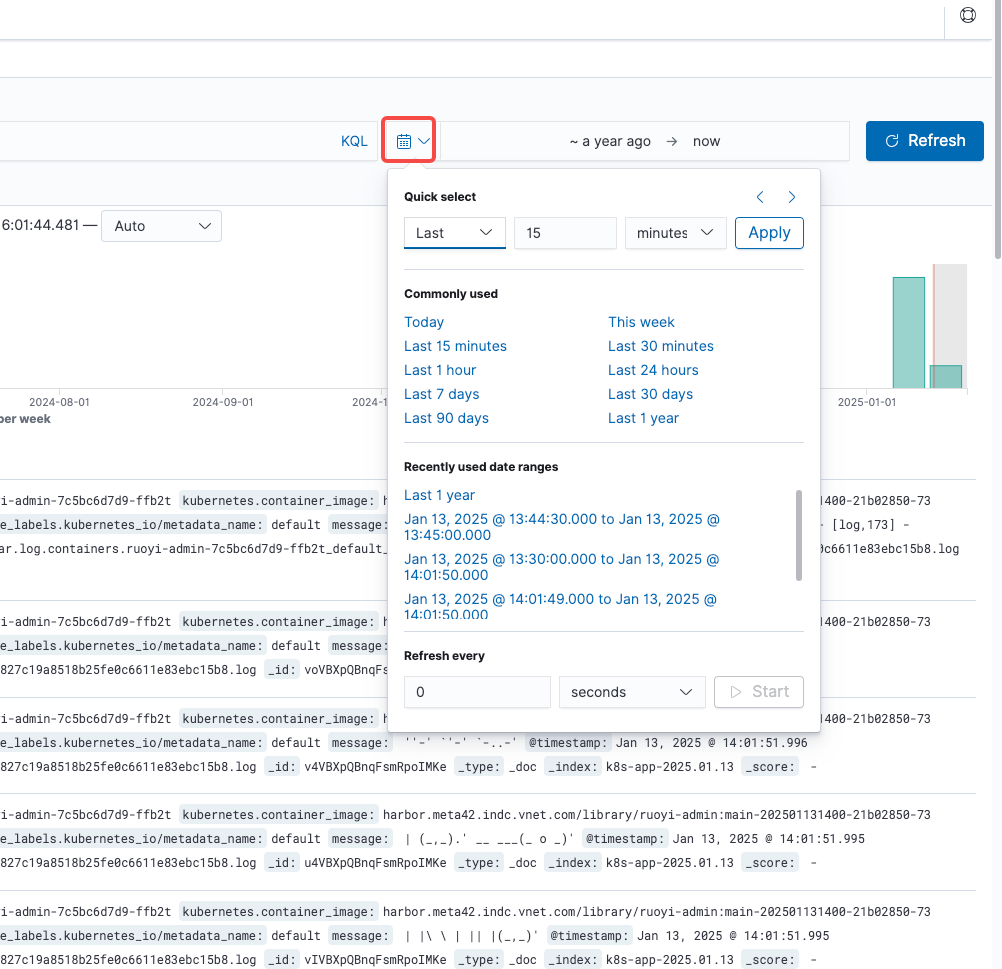 KQL
~ a year ago → now
Refresh
Quick select
6:01:44.481 — Auto
Last 15 minutes Apply
Commonly used
Today This week
Last 15 minutes Last 30 minutes
Last 1 hour Last 24 hours
Last 7 days Last 30 days
Last 90 days Last 1 year
2024-08-01 2024-09-01 2024-1 2025-01-01
per week
Recently used date ranges
Last 1 year
Jan 13, 2025 @ 13:44:30.000 to Jan 13, 2025 @
13:45:00.000
Jan 13, 2025 @ 13:30:00.000 to Jan 13, 2025 @
14:01:50.000
Jan 13, 2025 @ 14:01:49.000 to Jan 13, 2025 @
14:01:50.000
Refresh every
0 seconds Start
i-admin-7c5bc6d7d9-ffb2t kubernetes.container_image: h 1400-21b02850-73
e_labels.kubernetes_io/metadata_name: default message: - [log,173] -
ar.log.containers.ruoyi-admin-7c5bc6d7d9-ffb2t_default_ 0c6611e83ebc15b8.log
i-admin-7c5bc6d7d9-ffb2t kubernetes.container_image: h 1400-21b02850-73
e_labels.kubernetes_io/metadata_name: default message:
827c19a8518b25fe0c6611e83ebc15b8.log _id: voVBXpQBnqFs
i-admin-7c5bc6d7d9-ffb2t kubernetes.container_image: h 1400-21b02850-73
e_labels.kubernetes_io/metadata_name: default message: ''-' `'-' `-..-' @timestamp: Jan 13, 2025 @ 14:01:51.996
827c19a8518b25fe0c6611e83ebc15b8.log _id: v4VBXpQBnqFsmRpoIMKe _type: _doc _index: k8s-app-2025.01.13 _score: -
i-admin-7c5bc6d7d9-ffb2t kubernetes.container_image: harbor.meta42.indc.vnet.com/library/ruoyi-admin:main-202501131400-21b02850-73
e_labels.kubernetes_io/metadata_name: default message: | (_,_).' __ ___(_ o _)' @timestamp: Jan 13, 2025 @ 14:01:51.995
827c19a8518b25fe0c6611e83ebc15b8.log _id: u4VBXpQBnqFsmRpoIMKe _type: _doc _index: k8s-app-2025.01.13 _score: -
i-admin-7c5bc6d7d9-ffb2t kubernetes.container_image: harbor.meta42.indc.vnet.com/library/ruoyi-admin:main-202501131400-21b02850-73
e_labels.kubernetes_io/metadata_name: default message: | |\ \ | || |(_,_)' @timestamp: Jan 13, 2025 @ 14:01:51.995
827c19a8518b25fe0c6611e83ebc15b8.log _id: vIVBXpQBnqFsmRpoIMKe _type: _doc _index: k8s-app-2025.01.13 _score: -